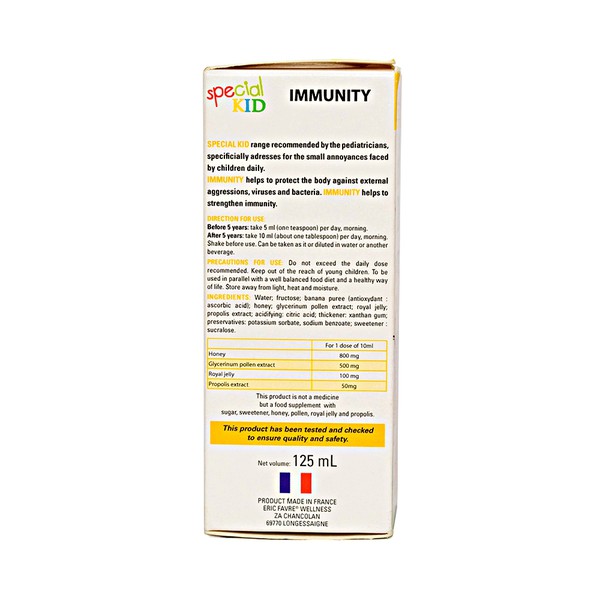 special
KID
IMMUNITY
SPECIAL KID range recommended by the pediatricians,
specificially adresses for the small annoyances faced
by children daily.
IMMUNITY helps to protect the body against external
aggressions, viruses and bacteria. IMMUNITY helps to
strengthen immunity.
DIRECTION FOR USE:
Before 5 years: take 5 ml (one teaspoon) per day, morning.
After 5 years: take 10 ml (about one tablespoon) per day, morning.
Shake before use. Can be taken as it or diluted in water or another
beverage.
PRECAUTIONS FOR USE: Do not exceed the daily dose
recommended. Keep out of the reach of young children. To be
used in parallel with a well balanced food diet and a healthy way
of life. Store away from light, heat and moisture.
INGREDIENTS: Water; fructose; banana puree (antioxydant :
ascorbic acid); honey; glycerinum pollen extract; royal jelly;
propolis extract; acidifying: citric acid; thickener: xanthan gum;
preservatives: potassium sorbate, sodium benzoate; sweetener :
sucralose.
For 1 dose of 10ml
Honey 800 mg
Glycerinum pollen extract 500 mg
Royal jelly 100 mg
Propolis extract 50mg
This product is not a medicine
but a food supplement with
sugar, sweetener, honey, pollen, royal jelly and propolis.
This product has been tested and checked
to ensure quality and safety.
Net volume: 125 mL
PRODUCT MADE IN FRANCE
ERIC FAVRE® WELLNESS
ZA CHANCOLAN
69770 LONGESSAIGNE